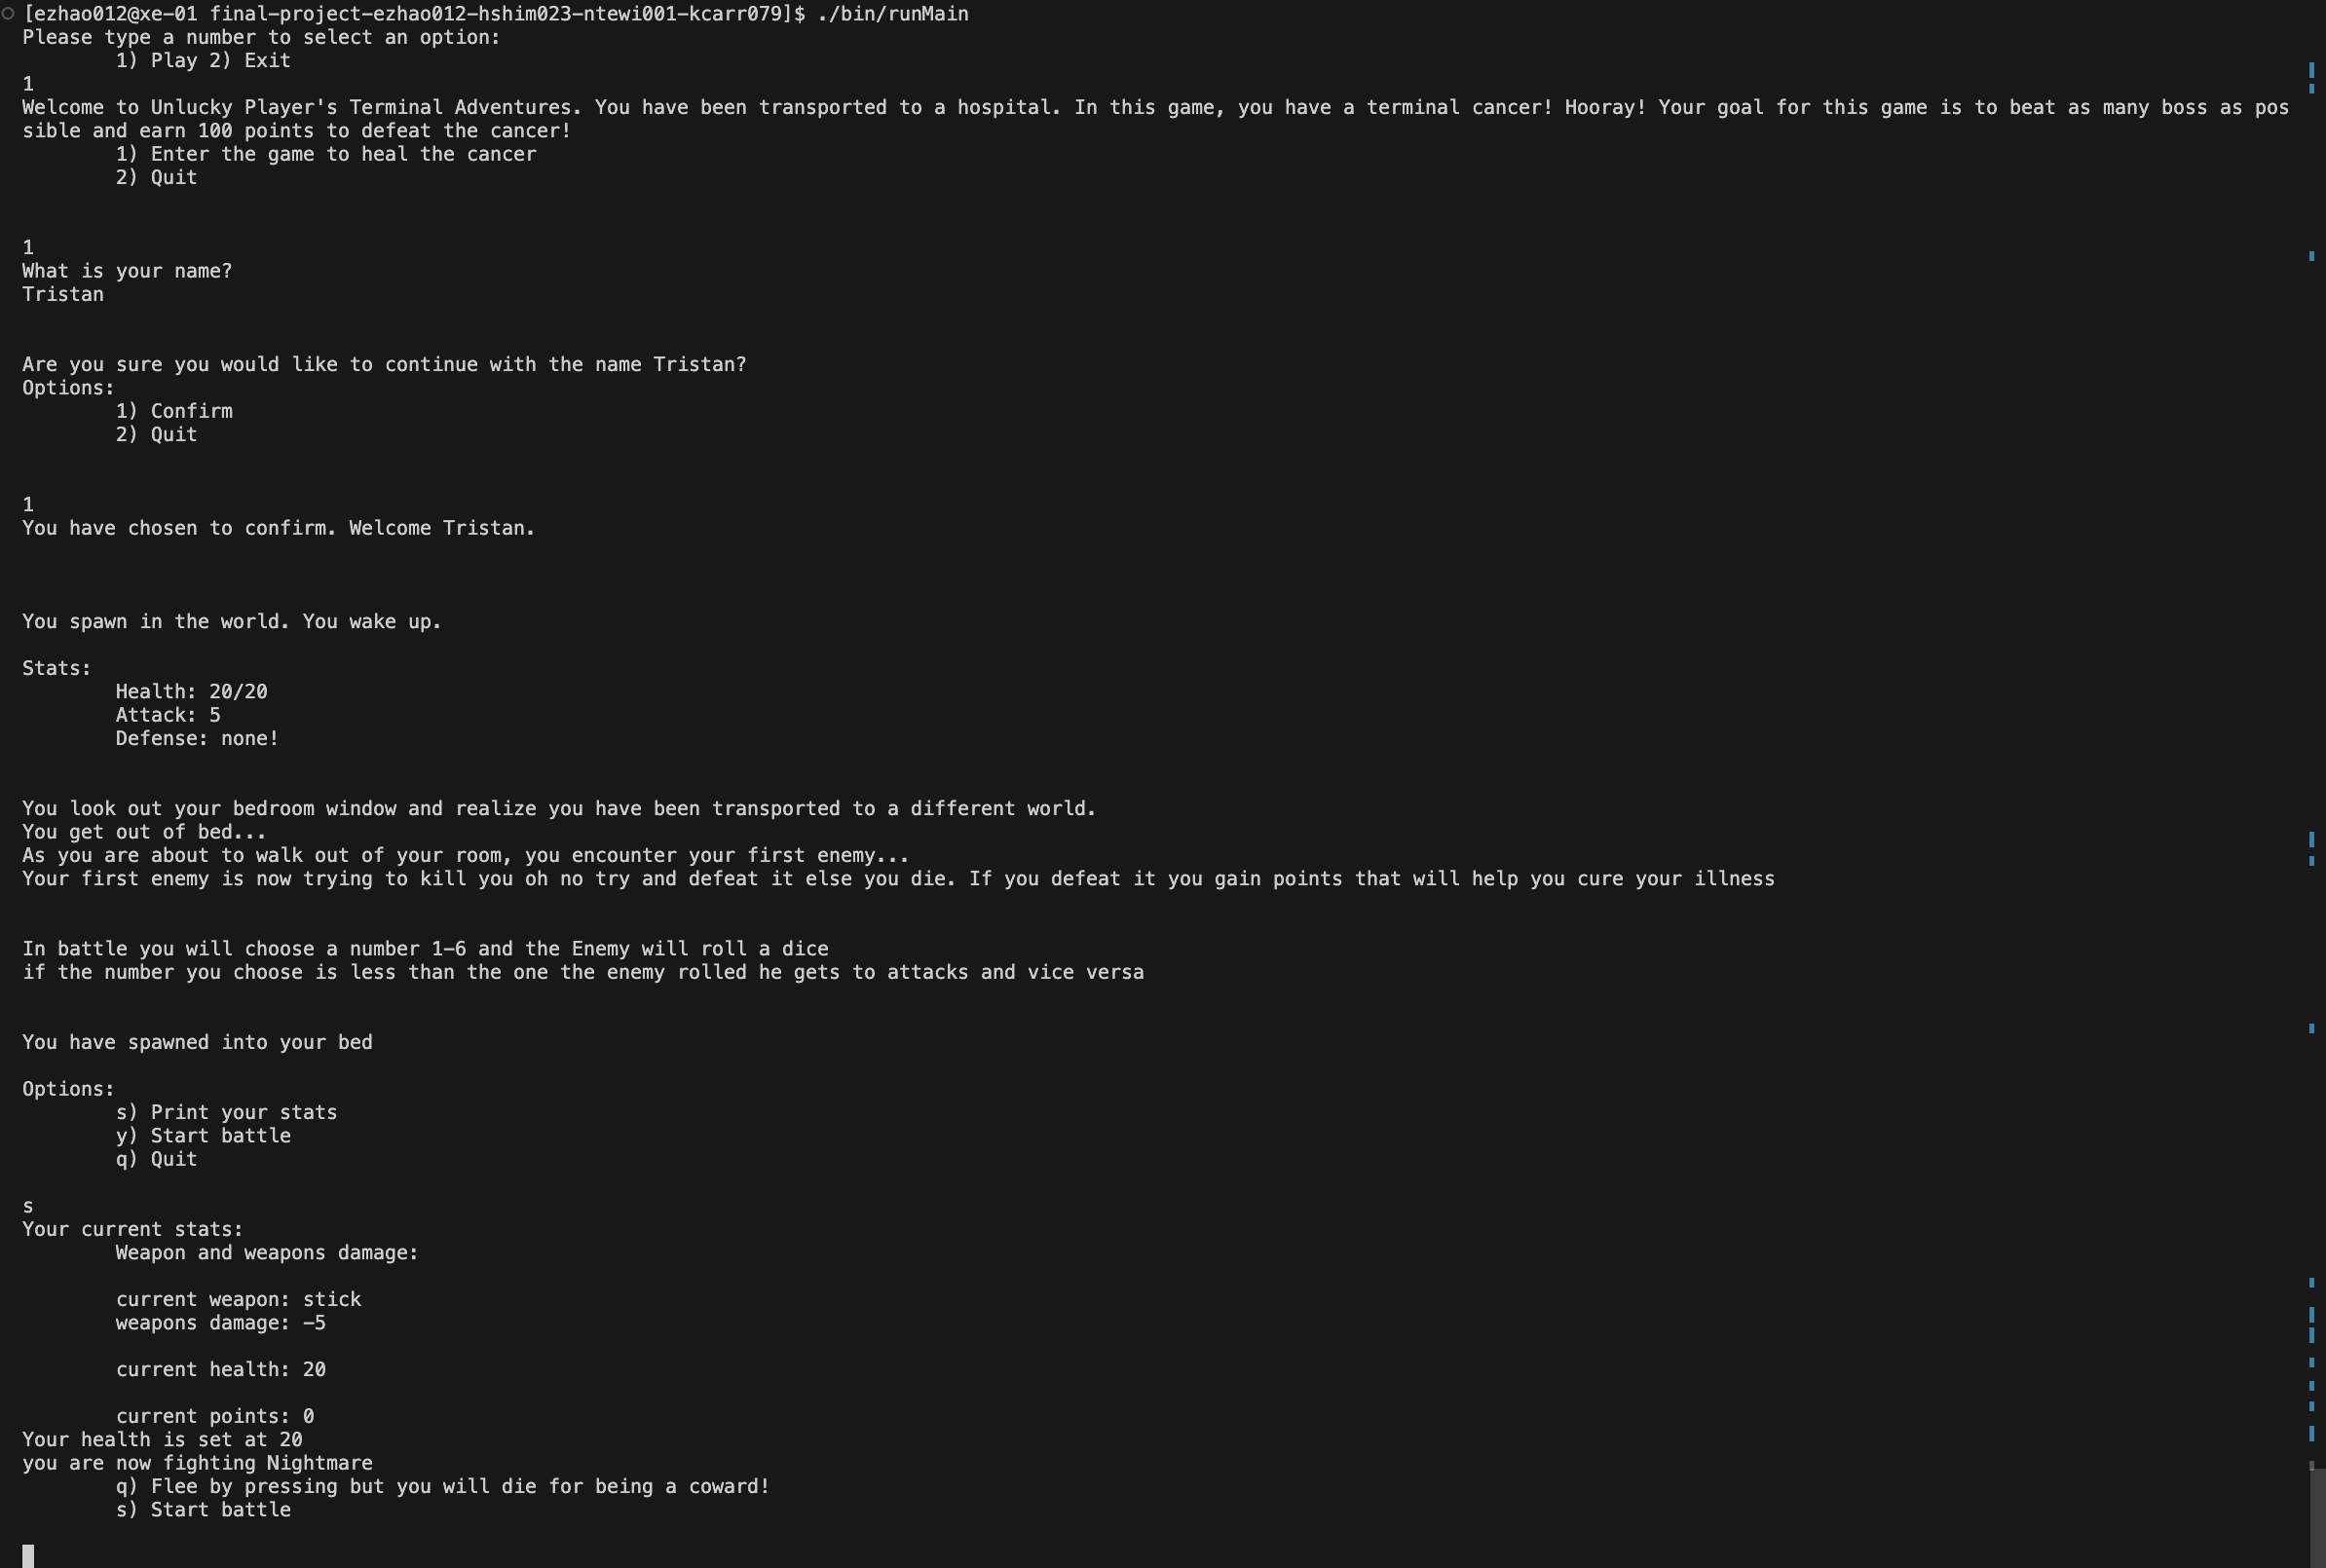 [ezhao012@xe-01 final-project-ezhao012-hshim023-ntewi001-kcarr079]$ ./bin/runMain
Please type a number to select an option:
1) Play 2) Exit
1
Welcome to Unlucky Player's Terminal Adventures. You have been transported to a hospital. In this game, you have a terminal cancer! Hooray! Your goal for this game is to beat as many boss as pos
sible and earn 100 points to defeat the cancer!
1) Enter the game to heal the cancer
2) Quit
1
What is your name?
Tristan
Are you sure you would like to continue with the name Tristan?
Options:
1) Confirm
2) Quit
1
You have chosen to confirm. Welcome Tristan.
You spawn in the world. You wake up.
Stats:
Health: 20/20
Attack: 5
Defense: none!
You look out your bedroom window and realize you have been transported to a different world.
You get out of bed...
As you are about to walk out of your room, you encounter your first enemy...
Your first enemy is now trying to kill you oh no try and defeat it else you die. If you defeat it you gain points that will help you cure your illness
In battle you will choose a number 1-6 and the Enemy will roll a dice
if the number you choose is less than the one the enemy rolled he gets to attacks and vice versa
You have spawned into your bed
Options:
s) Print your stats
y) Start battle
q) Quit
s
Your current stats:
Weapon and weapons damage:
current weapon: stick
weapons damage: -5
current health: 20
current points: 0
Your health is set at 20
you are now fighting Nightmare
q) Flee by pressing but you will die for being a coward!
s) Start battle